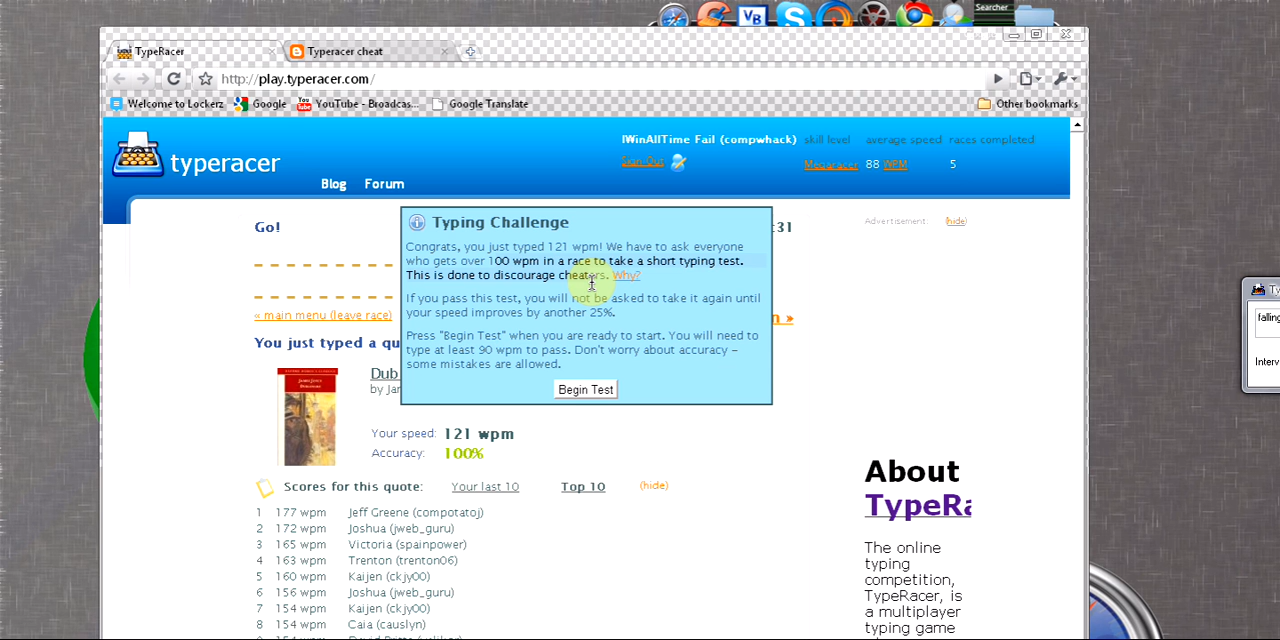 Searcher
VB
TypeRacer
Typeracer cheat
http://play.typeracer.com/
Welcome to Lockerz
Google
YouTube - Broadcas...
Google Translate
Other bookmarks
typeracer
Blog
Forum
IWinAllTime Fail (compwhack)
skill level
average speed
races completed
Sign Out
Megaracer
88 WPM
5
Go!
:31
Advertisement:
(hide)
Typing Challenge
Congrats, you just typed 121 wpm! We have to ask everyone
who gets over 100 wpm in a race to take a short typing test.
This is done to discourage cheaters. Why?
If you pass this test, you will not be asked to take it again until
your speed improves by another 25%.
Press "Begin Test" when you are ready to start. You will need to
type at least 90 wpm to pass. Don't worry about accuracy –
some mistakes are allowed.
Begin Test
« main menu (leave race)
»
You just typed a qu
Dub
by Jar
Your speed: 121 wpm
Accuracy: 100%
Scores for this quote:
Your last 10
Top 10
(hide)
1 177 wpm Jeff Greene (compotatoj)
2 172 wpm Joshua (jweb_guru)
3 165 wpm Victoria (spainpower)
4 163 wpm Trenton (trenton06)
5 160 wpm Kaijen (ckjy00)
6 156 wpm Joshua (jweb_guru)
7 154 wpm Kaijen (ckjy00)
8 154 wpm Caia (causlyn)
About
TypeRa
The online
typing
competition,
TypeRacer, is
a multiplayer
typing game
Ty
falling
Interv